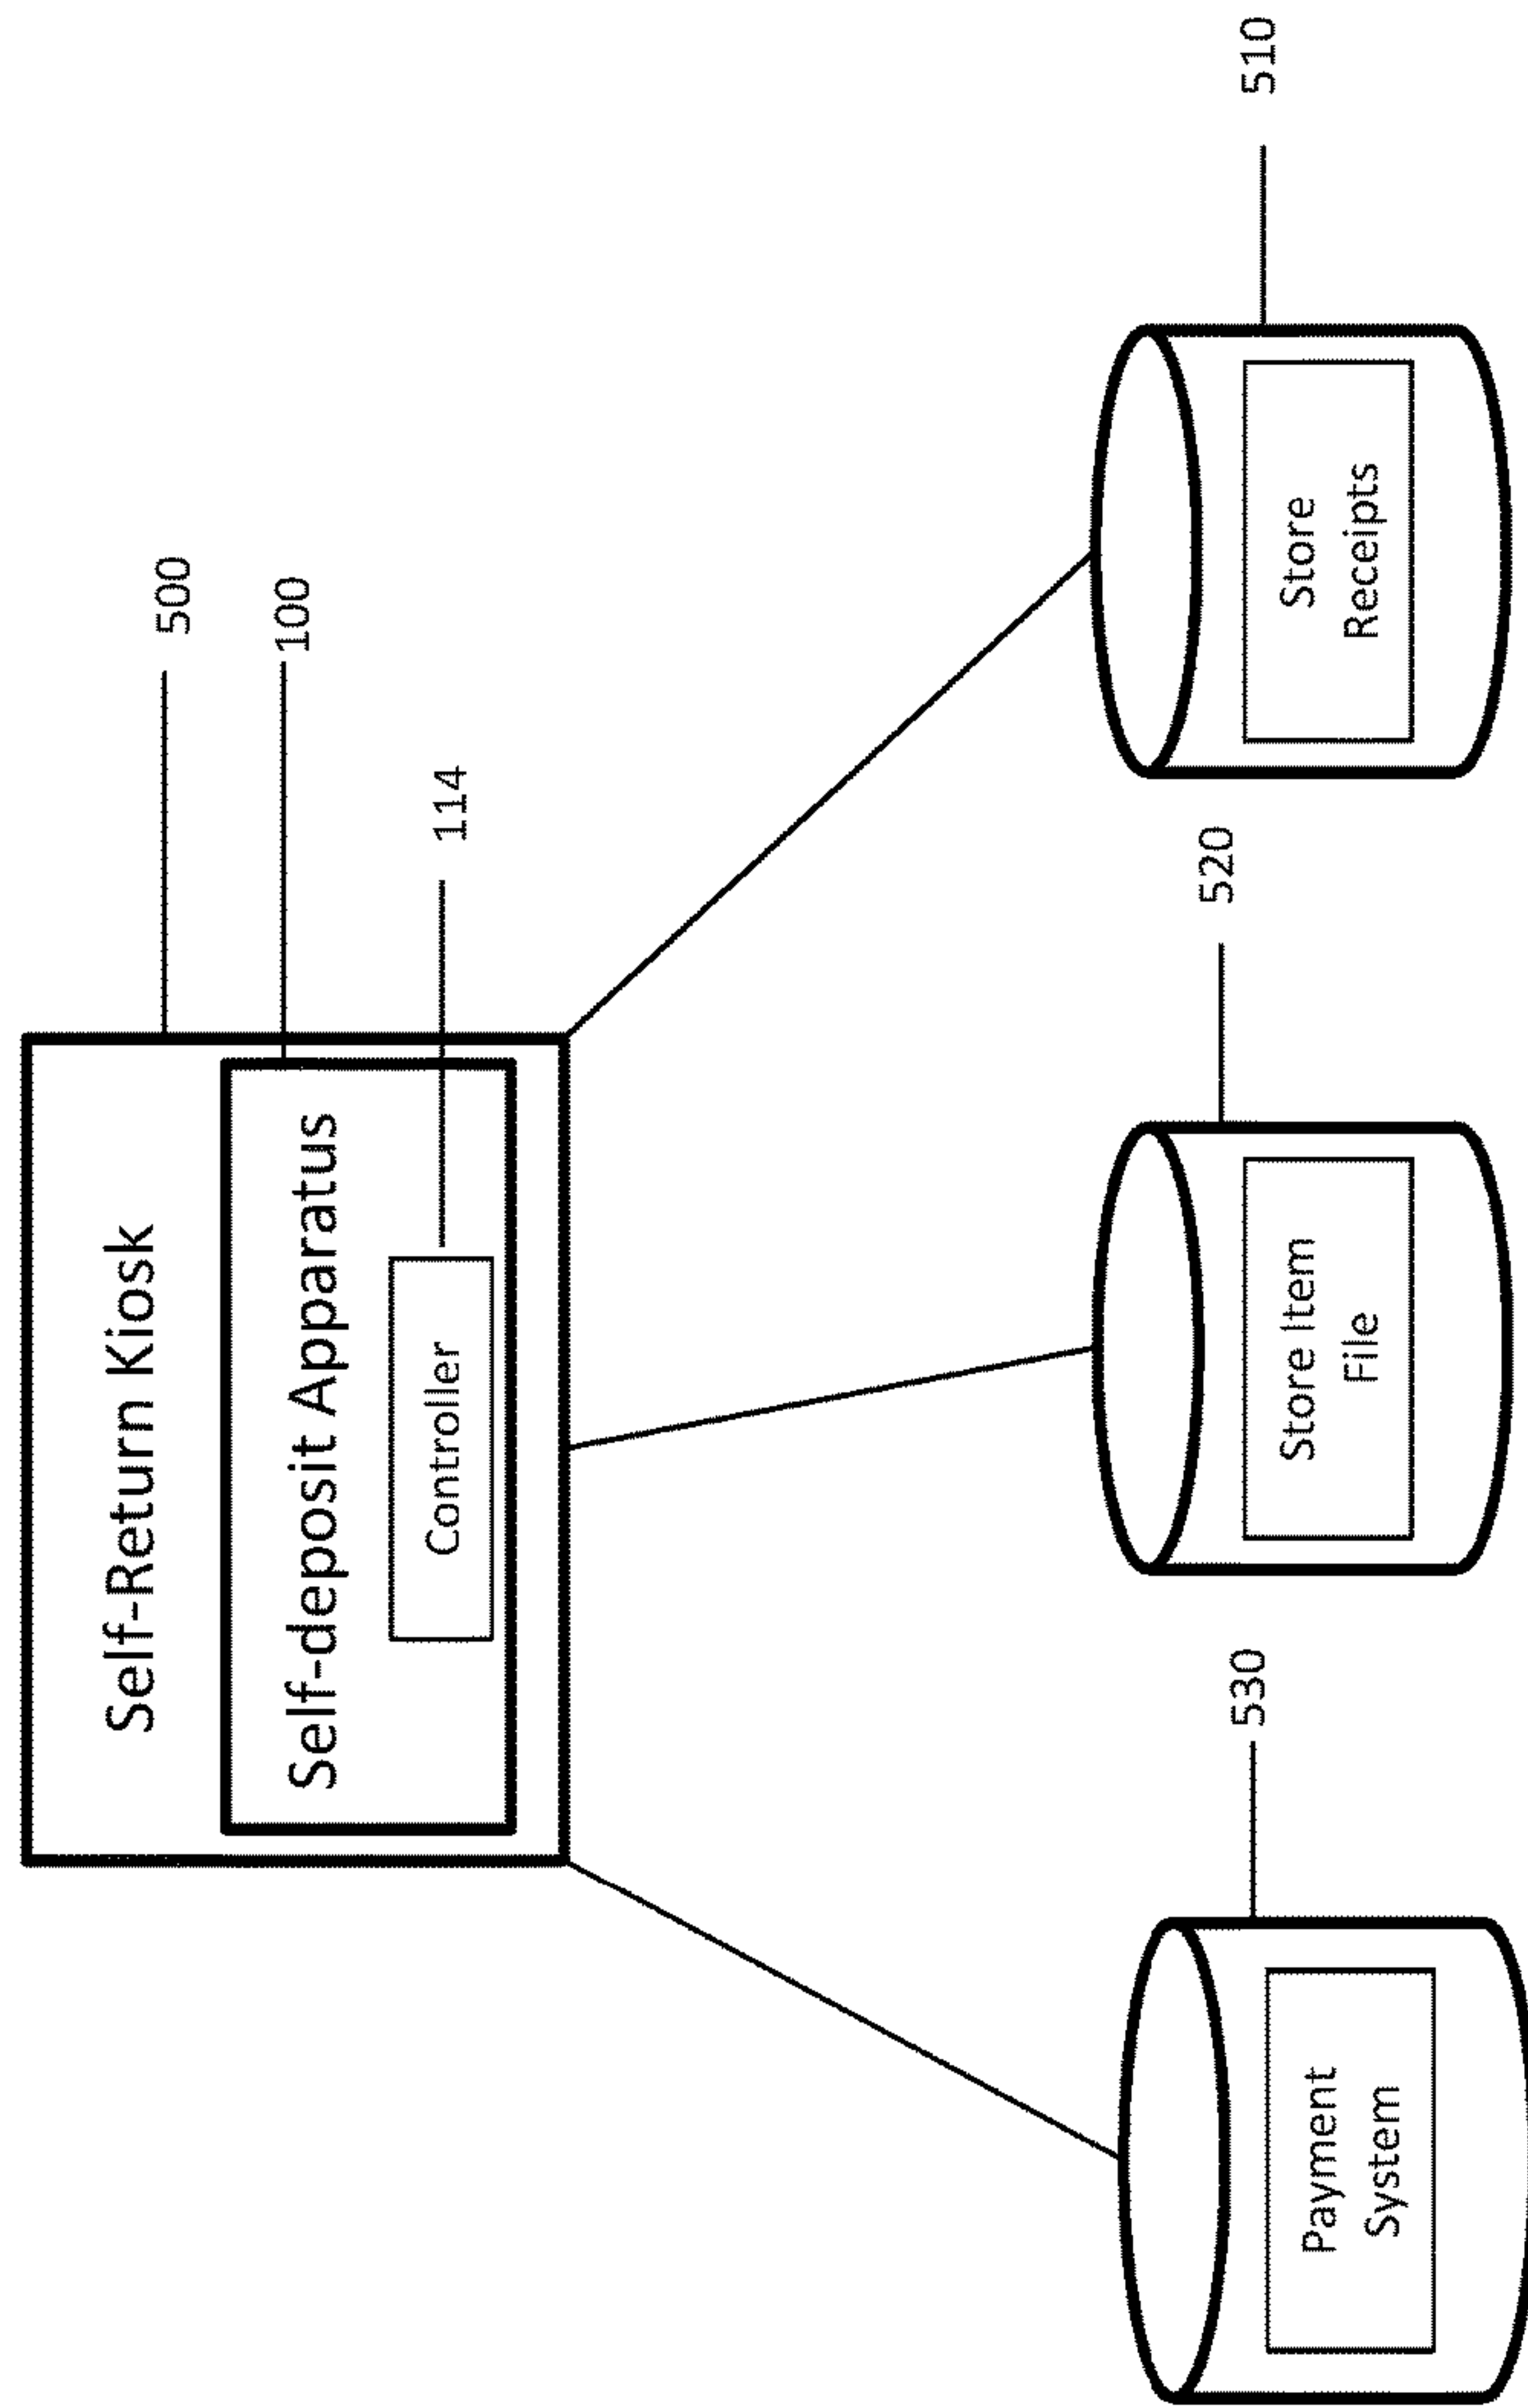 Self-Return Kiosk
500
Self-deposit Apparatus
100
Controller
114
Payment
System
530
Store Item
File
520
Store
Receipts
510